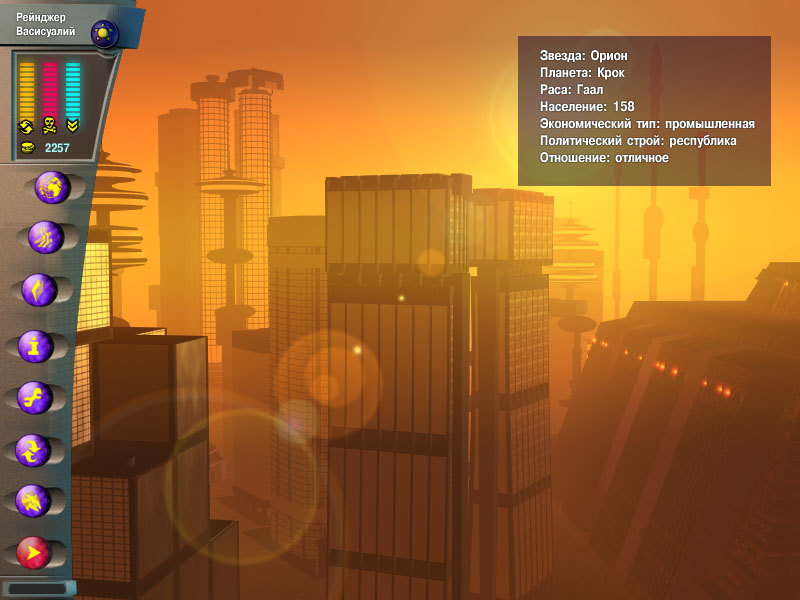 Рейнджер
Васисуалий
2257
Звезда: Орион
Планета: Крок
Раса: Гаал
Население: 158
Экономический тип: промышленная
Политический строй: республика
Отношение: отличное